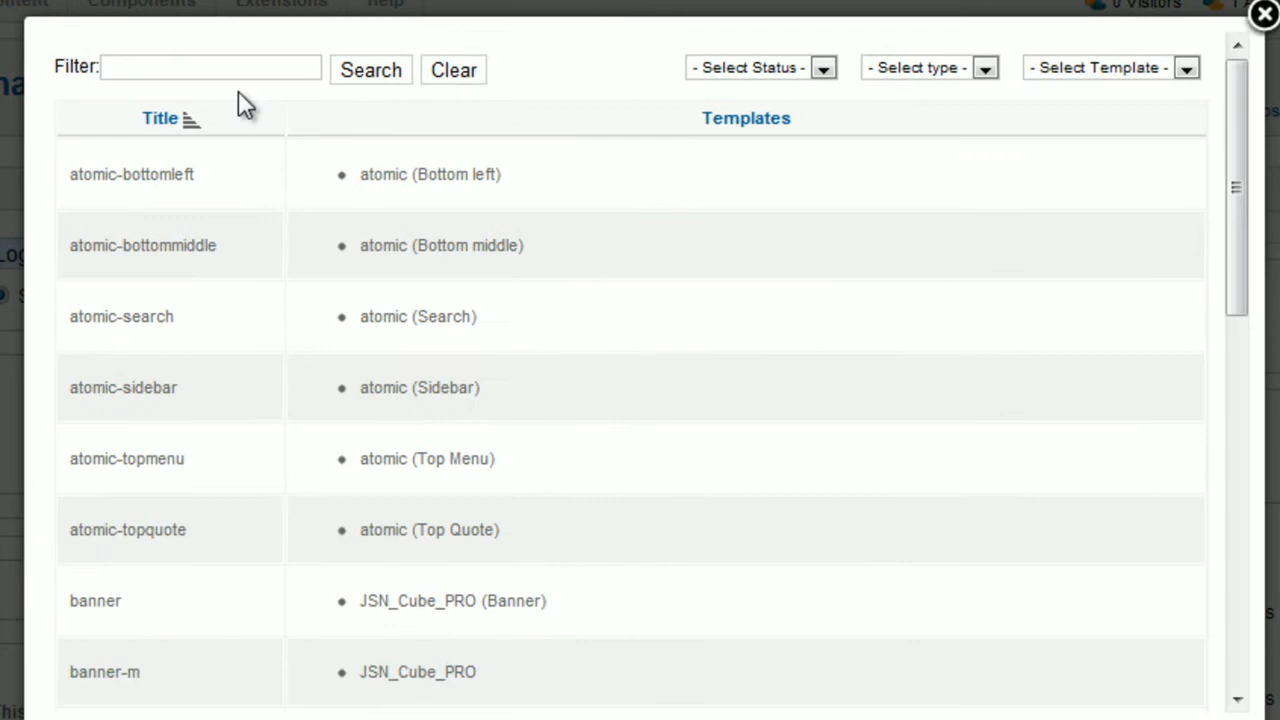 Components Extensions Help
0 Visitors
Filter: Search Clear - Select Status - - Select type - - Select Template -
Title Templates
atomic-bottomleft atomic (Bottom left)
atomic-bottommiddle atomic (Bottom middle)
atomic-search atomic (Search)
atomic-sidebar atomic (Sidebar)
atomic-topmenu atomic (Top Menu)
atomic-topquote atomic (Top Quote)
banner JSN_Cube_PRO (Banner)
banner-m JSN_Cube_PRO
This